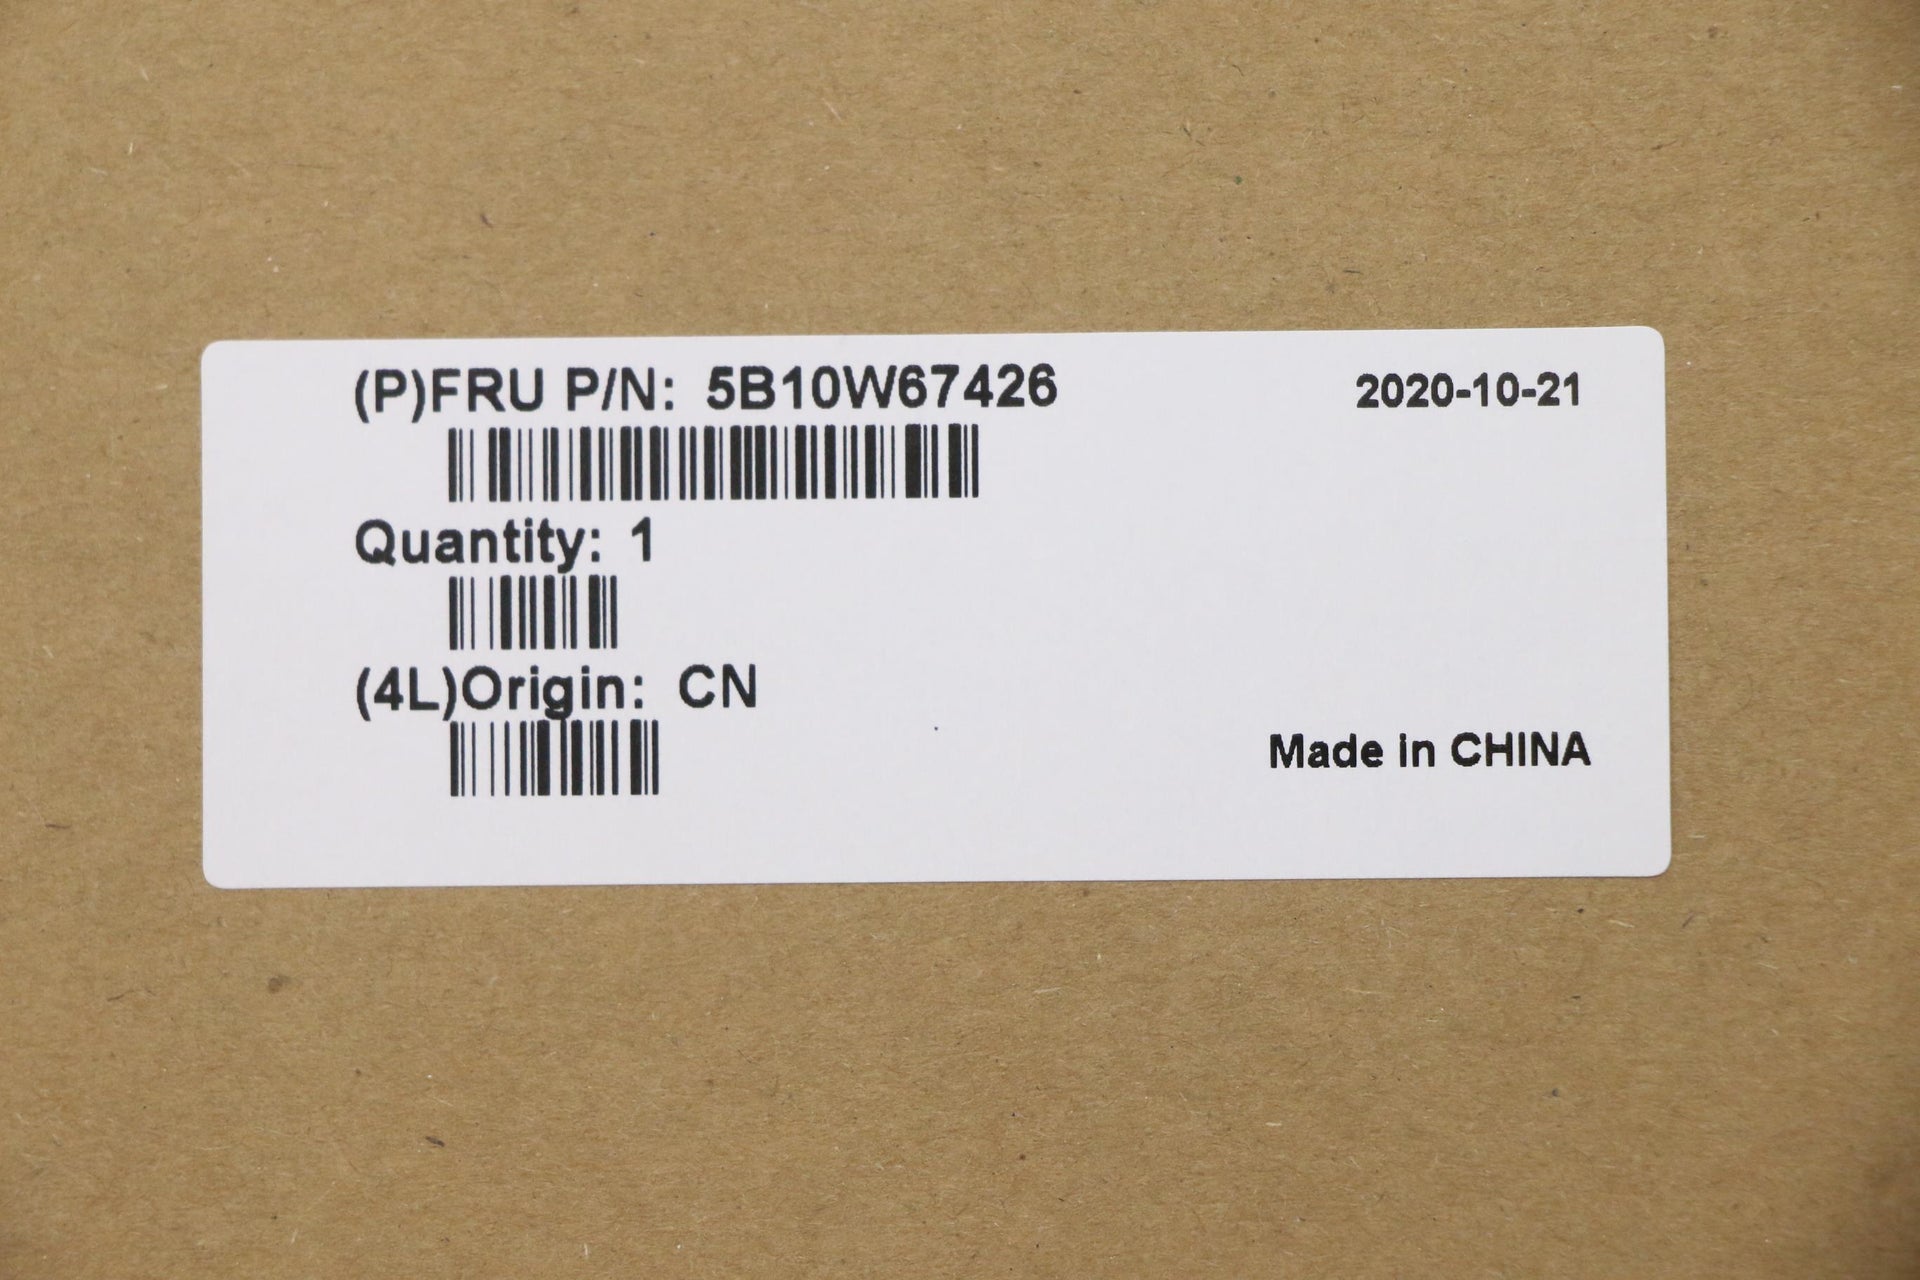 (P)FRU P/N: 5B10W67426
2020-10-21
Quantity: 1
(4L)Origin: CN
Made in CHINA